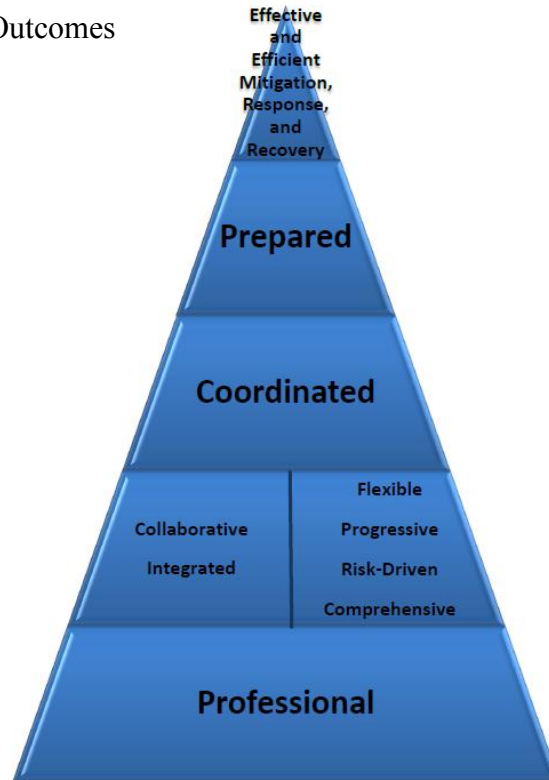 Outcomes
Effective
and
Efficient
Mitigation,
Response,
and
Recovery
Prepared
Coordinated
Collaborative
Integrated
Flexible
Progressive
Risk-Driven
Comprehensive
Professional